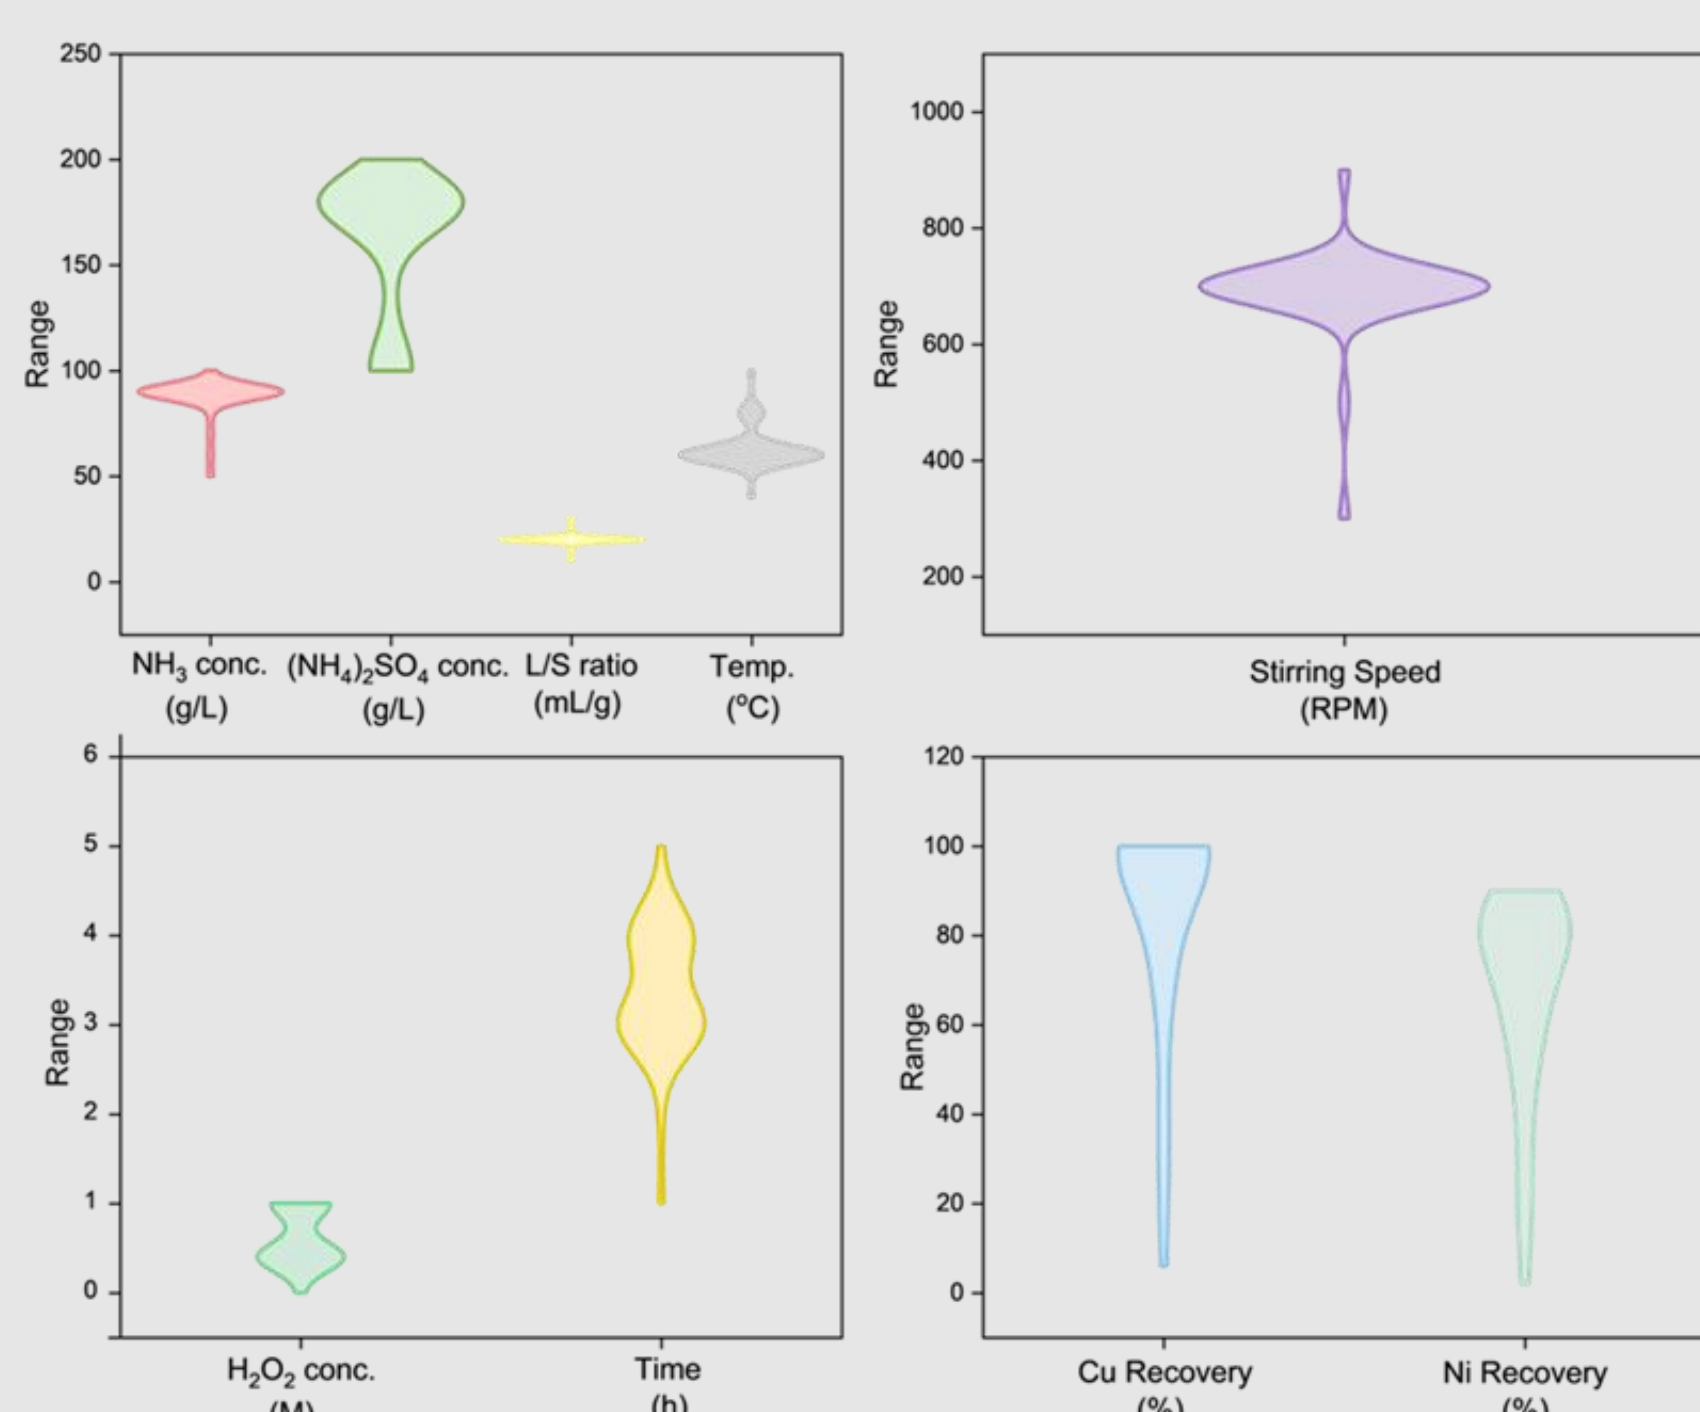 250
200
150
100
50
0
Range
NH₃ conc. (NH₄)₂SO₄ conc. L/S ratio Temp.
(g/L) (g/L) (mL/g) (ºC)
1000
800
600
400
200
Range
Stirring Speed
(RPM)
6
5
4
3
2
1
0
Range
H₂O₂ conc. Time
(M) (h)
120
100
80
60
40
20
0
Range
Cu Recovery Ni Recovery
(%) (%)